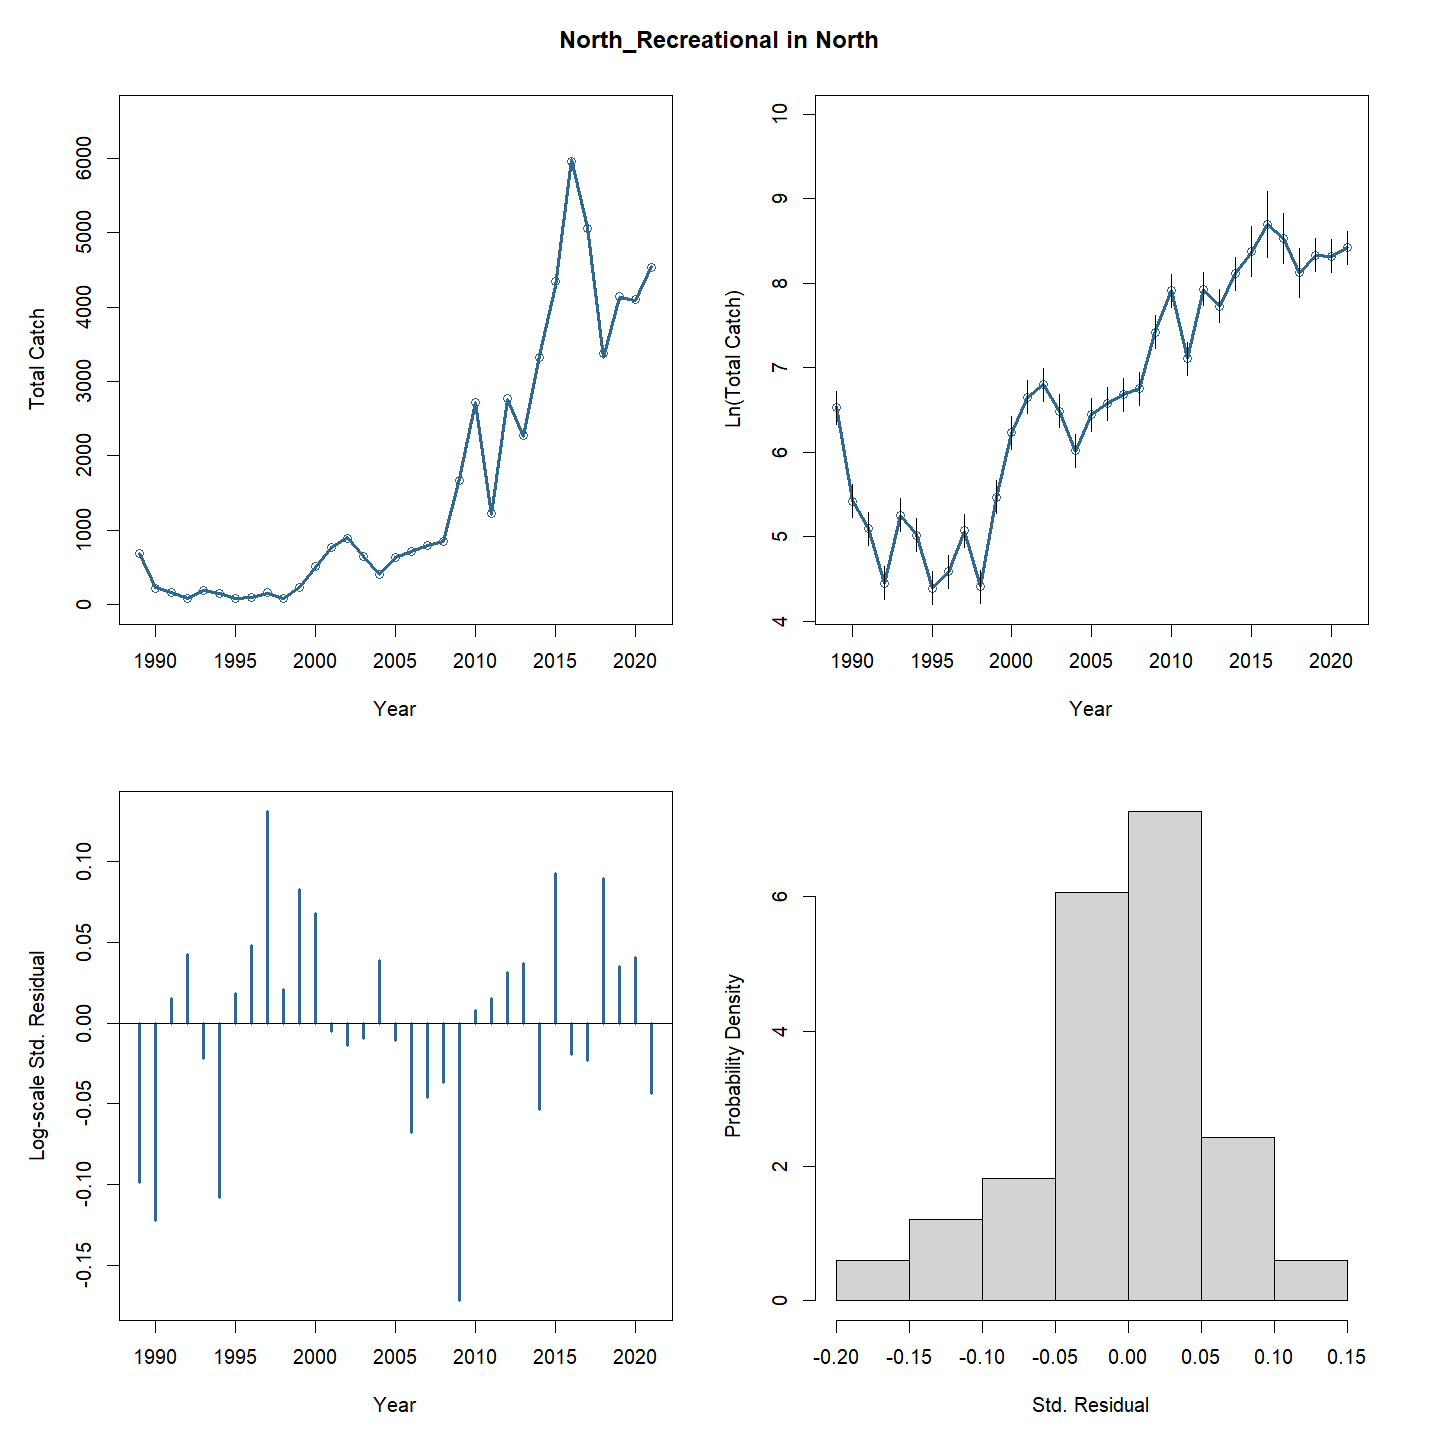 North_Recreational in North
Total Catch
6000
5000
4000
3000
2000
1000
0
1990 1995 2000 2005 2010 2015 2020
Year
Ln(Total Catch)
10
9
8
7
6
5
4
1990 1995 2000 2005 2010 2015 2020
Year
Log-scale Std. Residual
0.10
0.05
0.00
-0.05
-0.10
-0.15
1990 1995 2000 2005 2010 2015 2020
Year
Probability Density
6
4
2
0
-0.20 -0.15 -0.10 -0.05 0.00 0.05 0.10 0.15
Std. Residual